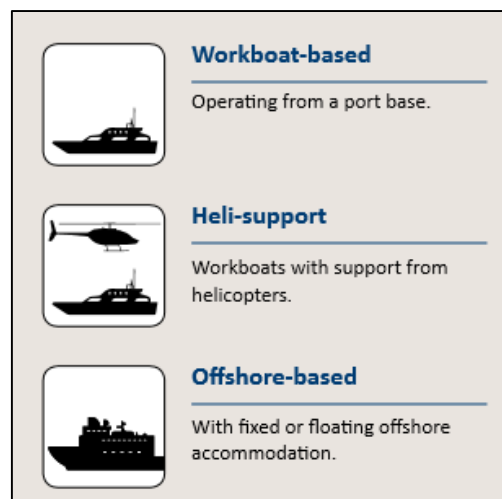 Workboat-based
Operating from a port base.
Heli-support
Workboats with support from
helicopters.
Offshore-based
With fixed or floating offshore
accommodation.